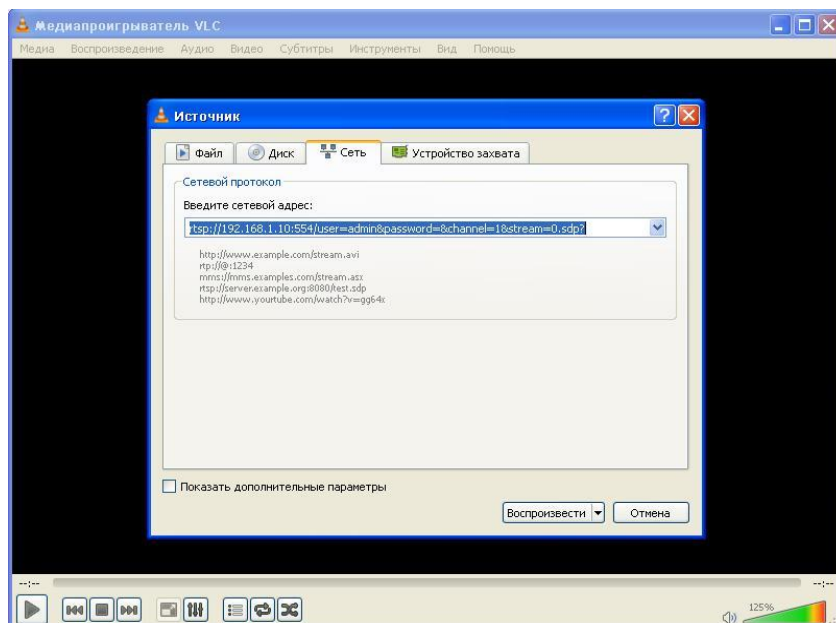 Медиапроигрыватель VLC
Медиа Воспроизведение Аудио Видео Субтитры Инструменты Вид Помощь
Источник
Файл Диск Сеть Устройство захвата
Сетевой протокол
Введите сетевой адрес:
rtsp://192.168.1.10:554/user=admin&password=&channel=1&stream=0.sdp?
http://www.example.com/stream.avi
rtp://@:1234
mms://mms.examples.com/stream.asx
rtsp://server.example.org:8080/test.sdp
http://www.yourtube.com/watch?v=gg64x
Показать дополнительные параметры
Воспроизвести Отмена
--:-- --:--
125%